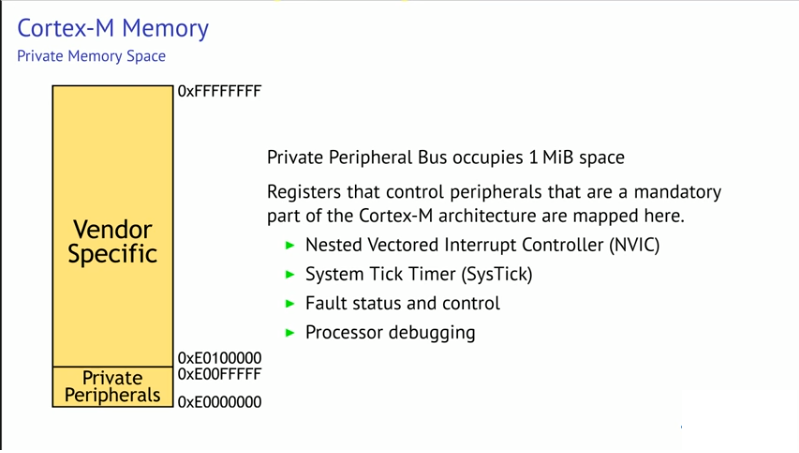 Cortex-M Memory
Private Memory Space
0xFFFFFFFF
Private Peripheral Bus occupies 1 MiB space
Registers that control peripherals that are a mandatory
part of the Cortex-M architecture are mapped here.
► Nested Vectored Interrupt Controller (NVIC)
► System Tick Timer (SysTick)
► Fault status and control
► Processor debugging
Vendor
Specific
0xE0100000
0xE00FFFFF
Private
Peripherals
0xE0000000